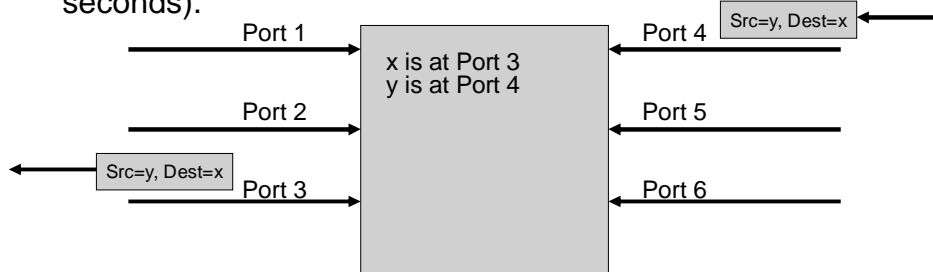 seconds).
Src=y, Dest=x
Port 1
Port 4
x is at Port 3
y is at Port 4
Port 2
Port 5
Src=y, Dest=x
Port 3
Port 6